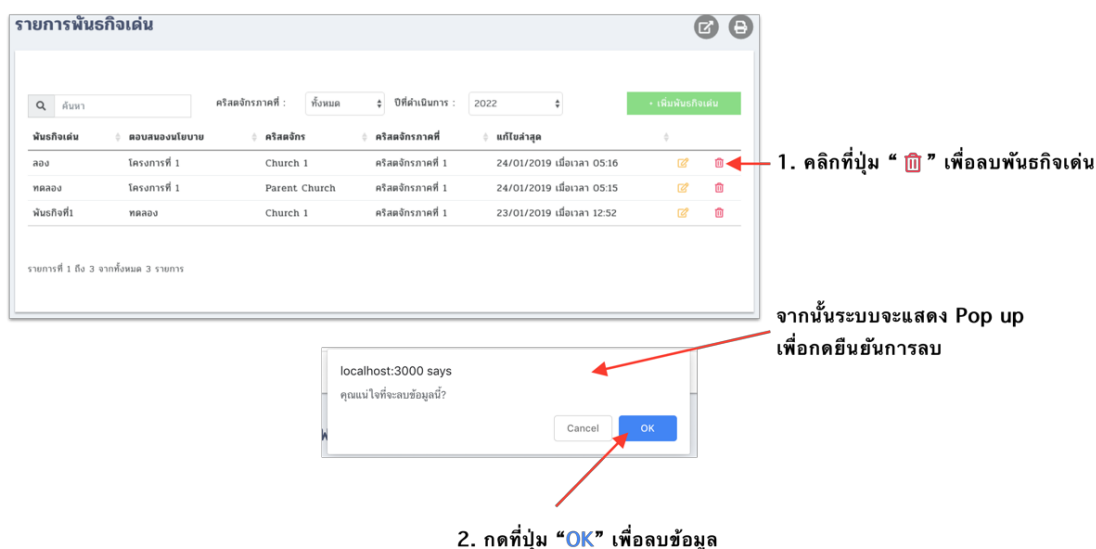 รายการพันธกิจเด่น
ค้นหา คริสตจักรภาคที่ : ทั้งหมด ปีที่ดำเนินการ : 2022 + เพิ่มพันธกิจเด่น
พันธกิจเด่น ตอบสนองนโยบาย คริสตจักร คริสตจักรภาคที่ แก้ไขล่าสุด
ลอง โครงการที่ 1 Church 1 คริสตจักรภาคที่ 1 24/01/2019 เมื่อเวลา 05:16
ทดลอง โครงการที่ 1 Parent Church คริสตจักรภาคที่ 1 24/01/2019 เมื่อเวลา 05:15
พันธกิจที่1 ทดลอง Church 1 คริสตจักรภาคที่ 1 23/01/2019 เมื่อเวลา 12:52
รายการที่ 1 ถึง 3 จากทั้งหมด 3 รายการ
1. คลิกที่ปุ่ม “ ” เพื่อลบพันธกิจเด่น
จากนั้นระบบจะแสดง Pop up
เพื่อกดยืนยันการลบ
localhost:3000 says
คุณแน่ใจที่จะลบข้อมูลนี้?
Cancel OK
2. กดที่ปุ่ม “OK” เพื่อลบข้อมูล